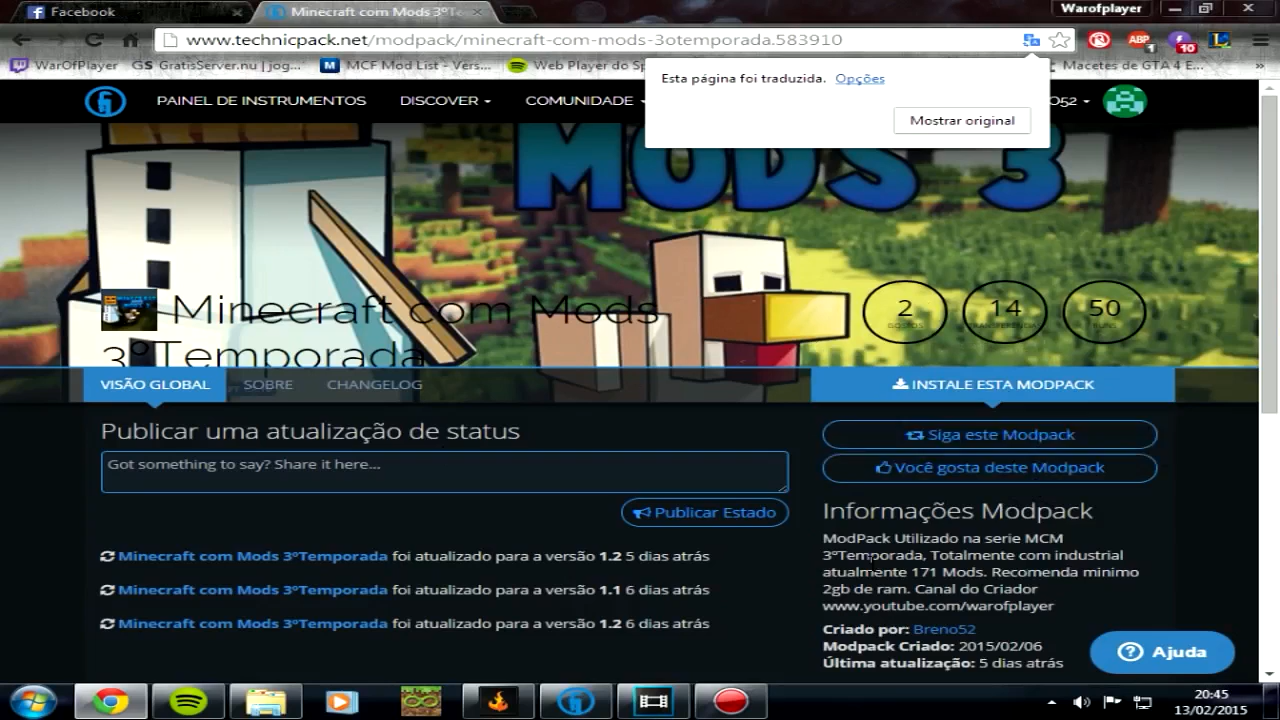 Facebook
Minecraft com Mods 3ºTe
Warofplayer
www.technicpack.net/modpack/minecraft-com-mods-3otemporada.583910
ABP
1
10
WarOfPlayer
GS GratisServer.nu | jog...
M MCF Mod List - Vers...
Web Player do Sp
Macetes de GTA 4 E...
»
Esta página foi traduzida. Opções
Mostrar original
PAINEL DE INSTRUMENTOS
DISCOVER
COMUNIDADE
O52
MODS 3
Minecraft com Mods
3ºTemporada
2
14
50
VISÃO GLOBAL
SOBRE
CHANGELOG
INSTALE ESTA MODPACK
Publicar uma atualização de status
Got something to say? Share it here...
Publicar Estado
Minecraft com Mods 3ºTemporada foi atualizado para a versão 1.2 5 dias atrás
Minecraft com Mods 3ºTemporada foi atualizado para a versão 1.1 6 dias atrás
Minecraft com Mods 3ºTemporada foi atualizado para a versão 1.2 6 dias atrás
Siga este Modpack
Você gosta deste Modpack
Informações Modpack
ModPack Utilizado na serie MCM
3ºTemporada, Totalmente com industrial
atualmente 171 Mods. Recomenda minimo
2gb de ram. Canal do Criador
www.youtube.com/warofplayer
Criado por: Breno52
Modpack Criado: 2015/02/06
Última atualização: 5 dias atrás
Ajuda
20:45
13/02/2015